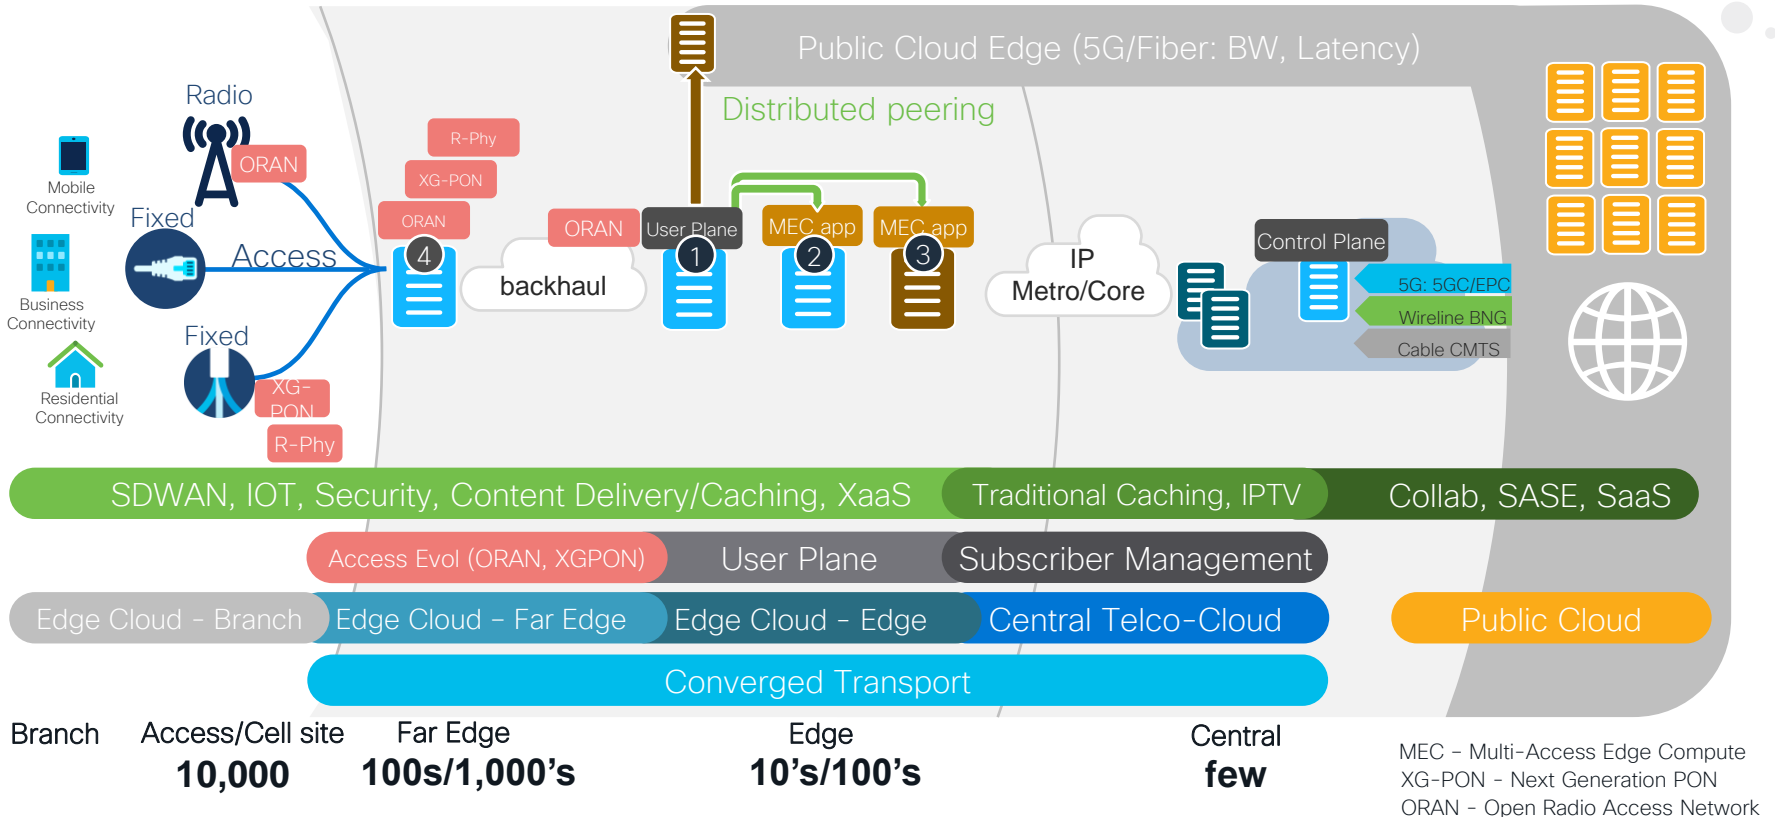 Public Cloud Edge (5G/Fiber: BW, Latency)
Distributed peering
Radio
ORAN
Mobile
Connectivity
Fixed
Access
Business
Connectivity
Fixed
XG-
PON
R-Phy
Residential
Connectivity
R-Phy
XG-PON
ORAN
4
backhaul
ORAN
User Plane
1
MEC app
2
MEC app
3
IP
Metro/Core
Control Plane
5G: 5GC/EPC
Wireline BNG
Cable CMTS
SDWAN, IOT, Security, Content Delivery/Caching, XaaS
Traditional Caching, IPTV
Collab, SASE, SaaS
Access Evol (ORAN, XGPON)
User Plane
Subscriber Management
Edge Cloud - Branch
Edge Cloud – Far Edge
Edge Cloud - Edge
Central Telco-Cloud
Public Cloud
Converged Transport
Branch
Access/Cell site
10,000
Far Edge
100s/1,000’s
Edge
10’s/100’s
Central
few
MEC – Multi-Access Edge Compute
XG-PON - Next Generation PON
ORAN - Open Radio Access Network